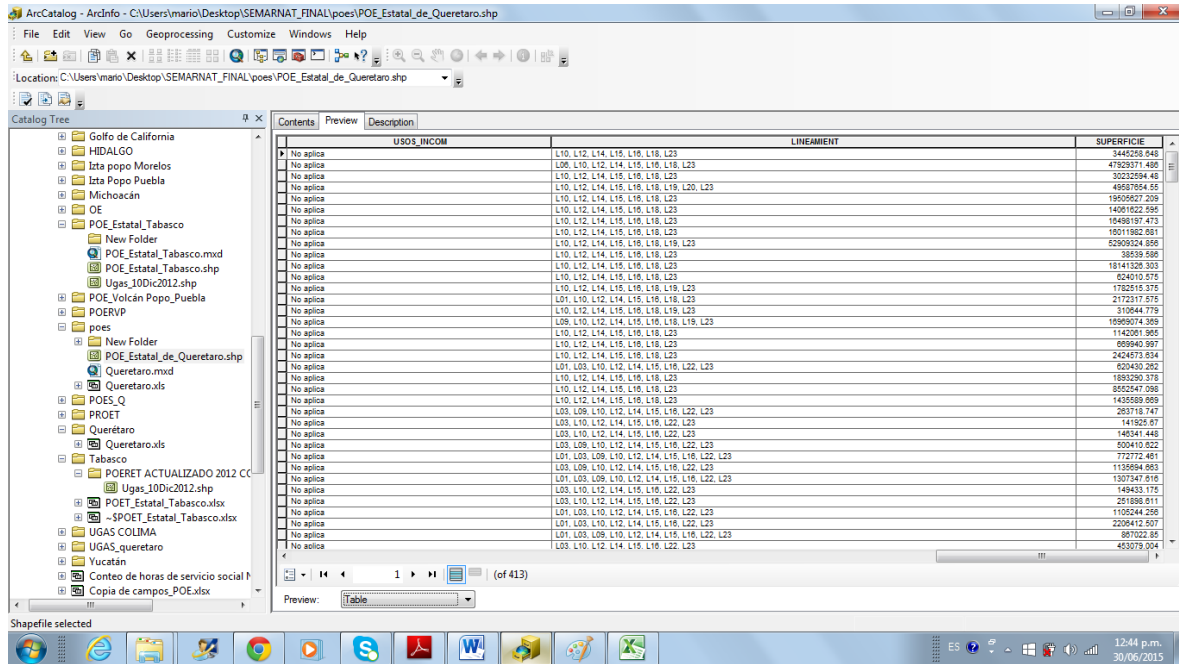 ArcCatalog - ArcInfo - C:\Users\mario\Desktop\SEMARNAT_FINAL\poes\POE_Estatal_de_Queretaro.shp
File Edit View Go Geoprocessing Customize Windows Help
Location: C:\Users\mario\Desktop\SEMARNAT_FINAL\poes\POE_Estatal_de_Queretaro.shp
Catalog Tree
Golfo de California
HIDALGO
Izta popo Morelos
Izta Popo Puebla
Michoacán
OE
POE_Estatal_Tabasco
New Folder
POE_Estatal_Tabasco.mxd
POE_Estatal_Tabasco.shp
Ugas_10Dic2012.shp
POE_Volcán Popo_Puebla
POERVP
poes
New Folder
POE_Estatal_de_Queretaro.shp
Queretaro.mxd
Queretaro.xls
POES_Q
PROET
Querétaro
Queretaro.xls
Tabasco
POERET ACTUALIZADO 2012 CO
Ugas_10Dic2012.shp
POET_Estatal_Tabasco.xlsx
~$POET_Estatal_Tabasco.xlsx
UGAS COLIMA
UGAS_queretaro
Yucatán
Conteo de horas de servicio social
Copia de campos_POE.xlsx
Contents Preview Description
USOS_INCOM LINEAMIENT SUPERFICIE
No aplica L10, L12, L14, L15, L16, L18, L23 3445258.648
No aplica L06, L10, L12, L14, L15, L16, L18, L23 47929371.486
No aplica L10, L12, L14, L15, L16, L18, L23 30232594.48
No aplica L10, L12, L14, L15, L16, L18, L19, L20, L23 49587654.55
No aplica L10, L12, L14, L15, L16, L18, L23 19505627.209
No aplica L10, L12, L14, L15, L16, L18, L23 14061622.595
No aplica L10, L12, L14, L15, L16, L18, L23 16498197.473
No aplica L10, L12, L14, L15, L16, L18, L23 16011982.681
No aplica L10, L12, L14, L15, L16, L18, L19, L23 52909324.856
No aplica L10, L12, L14, L15, L16, L18, L23 38539.586
No aplica L10, L12, L14, L15, L16, L18, L23 18141326.303
No aplica L10, L12, L14, L15, L16, L18, L23 624010.575
No aplica L10, L12, L14, L15, L16, L18, L19, L23 1782515.375
No aplica L01, L10, L12, L14, L15, L16, L18, L23 2172317.575
No aplica L10, L12, L14, L15, L16, L18, L19, L23 310644.779
No aplica L09, L10, L12, L14, L15, L16, L18, L19, L23 16969074.369
No aplica L10, L12, L14, L15, L16, L18, L23 1142061.965
No aplica L10, L12, L14, L15, L16, L18, L23 669940.997
No aplica L10, L12, L14, L15, L16, L18, L23 2424573.634
No aplica L01, L03, L10, L12, L14, L15, L16, L22, L23 620430.262
No aplica L10, L12, L14, L15, L16, L18, L23 1893290.378
No aplica L10, L12, L14, L15, L16, L18, L23 8552547.098
No aplica L10, L12, L14, L15, L16, L18, L23 1435589.669
No aplica L03, L09, L10, L12, L14, L15, L16, L22, L23 263718.747
No aplica L03, L10, L12, L14, L15, L16, L22, L23 141925.67
No aplica L03, L10, L12, L14, L15, L16, L22, L23 146341.448
No aplica L03, L09, L10, L12, L14, L15, L16, L22, L23 500410.622
No aplica L01, L03, L09, L10, L12, L14, L15, L16, L22, L23 772772.461
No aplica L03, L09, L10, L12, L14, L15, L16, L22, L23 1135694.663
No aplica L01, L03, L09, L10, L12, L14, L15, L16, L22, L23 1307347.616
No aplica L03, L10, L12, L14, L15, L16, L22, L23 149433.175
No aplica L03, L10, L12, L14, L15, L16, L22, L23 251898.611
No aplica L01, L03, L10, L12, L14, L15, L16, L22, L23 1105244.256
No aplica L01, L03, L10, L12, L14, L15, L16, L22, L23 2206412.507
No aplica L01, L03, L09, L10, L12, L14, L15, L16, L22, L23 867022.85
No aplica L03, L10, L12, L14, L15, L16, L22, L23 453079.004
1 (of 413)
Preview: Table
Shapefile selected
ES 12:44 p.m.
30/06/2015